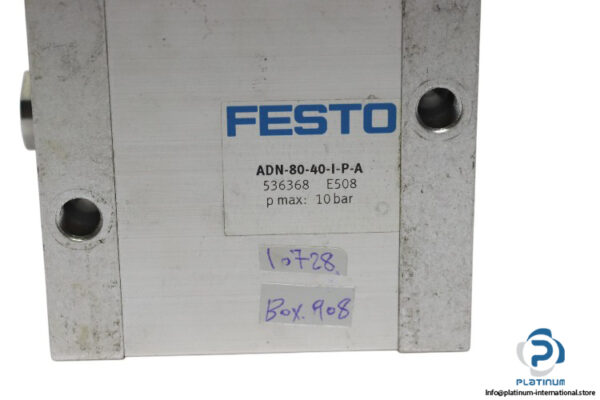 FESTO
ADN-80-40-I-P-A
536368 E508
p max: 10 bar
10728
Box.908
PLATINUM
Info@platinum-international.store